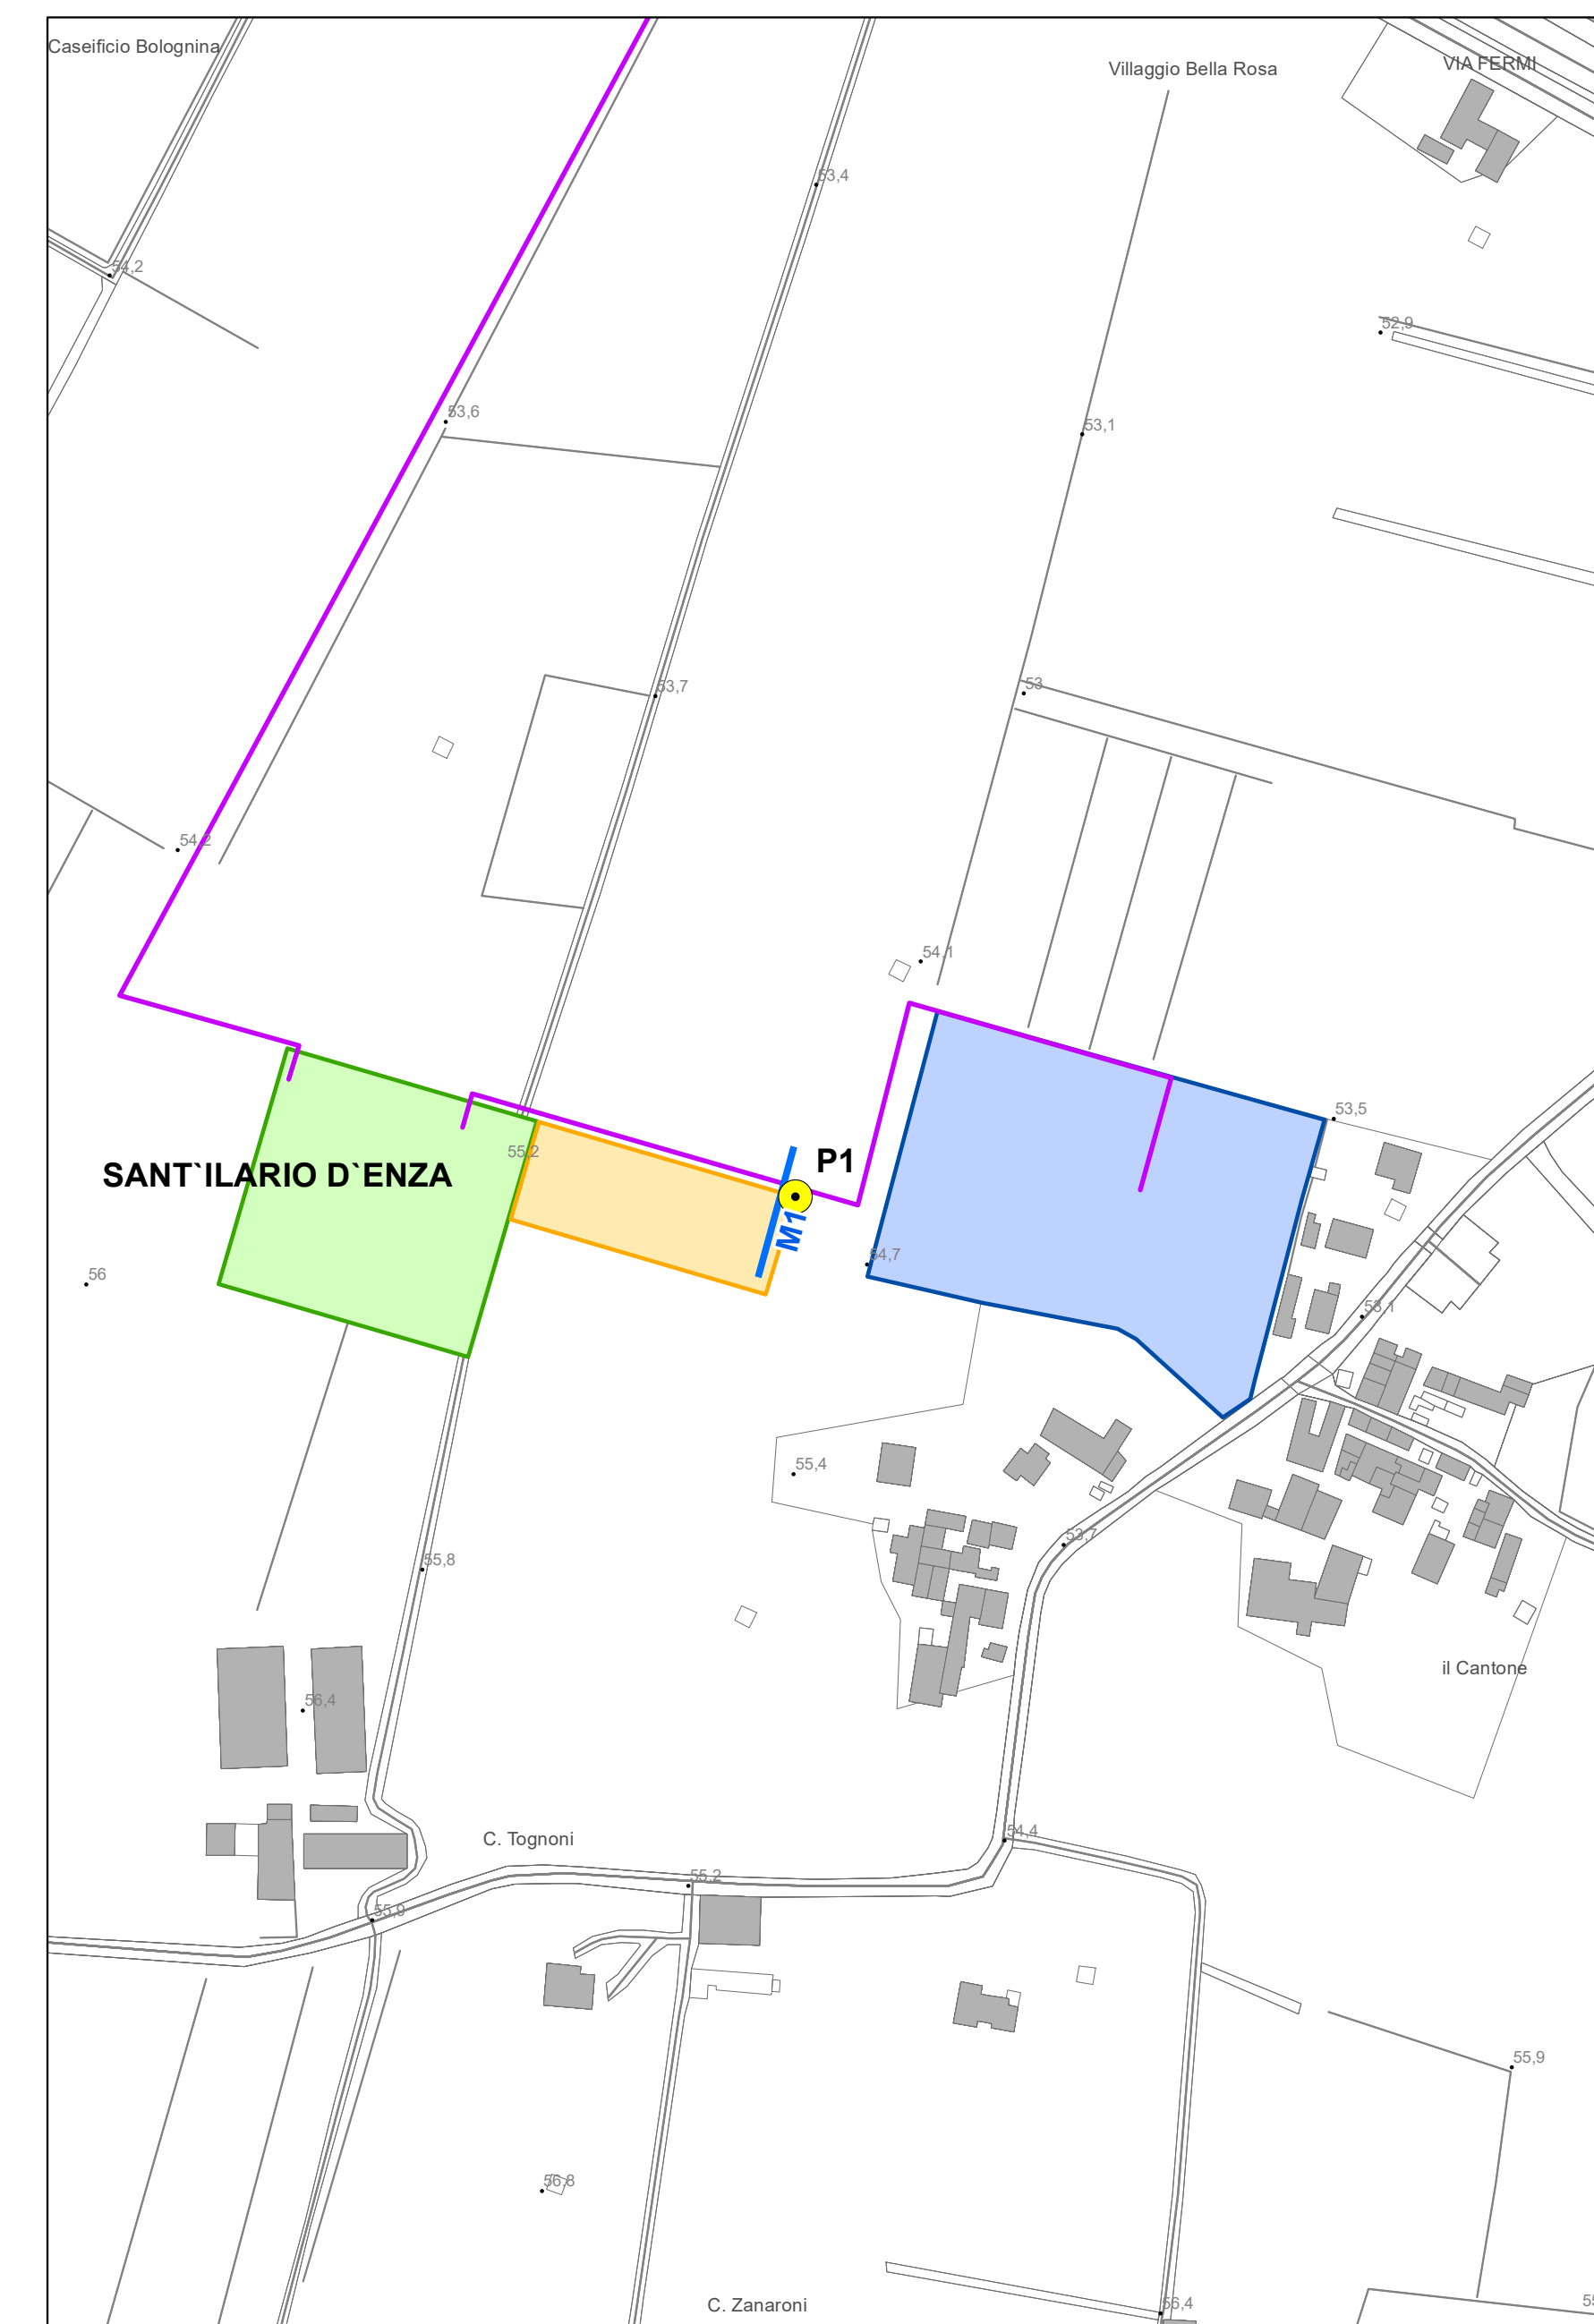 Caseificio Bolognina
Villaggio Bella Rosa
VIA FERMI
53,4
54,2
52,9
53,6
53,1
53
53,7
54,2
54,1
53,5
55,2
P1
SANT`ILARIO D`ENZA
M1
54,7
56
53,1
55,4
53,7
55,8
il Cantone
56,4
54,4
C. Tognoni
55,2
55,9
55,9
56,8
C. Zanaroni
56,4